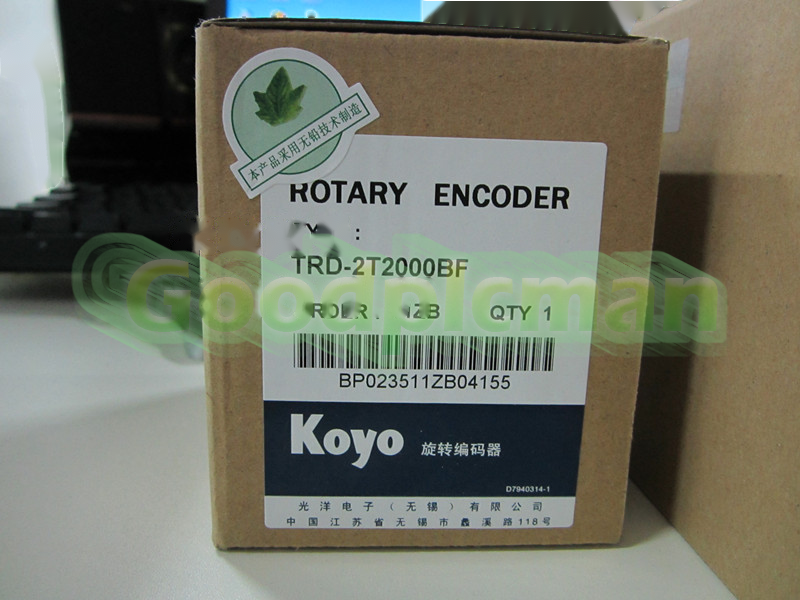 本产品采用无铅技术制造
ROTARY ENCODER
:
TRD-2T2000BF
QTY 1
Goodplcman
BP023511ZB04155
Koyo 旋转编码器
D7940314-1
光洋电子(无锡)有限公司
中国江苏省无锡市蠡溪路118号